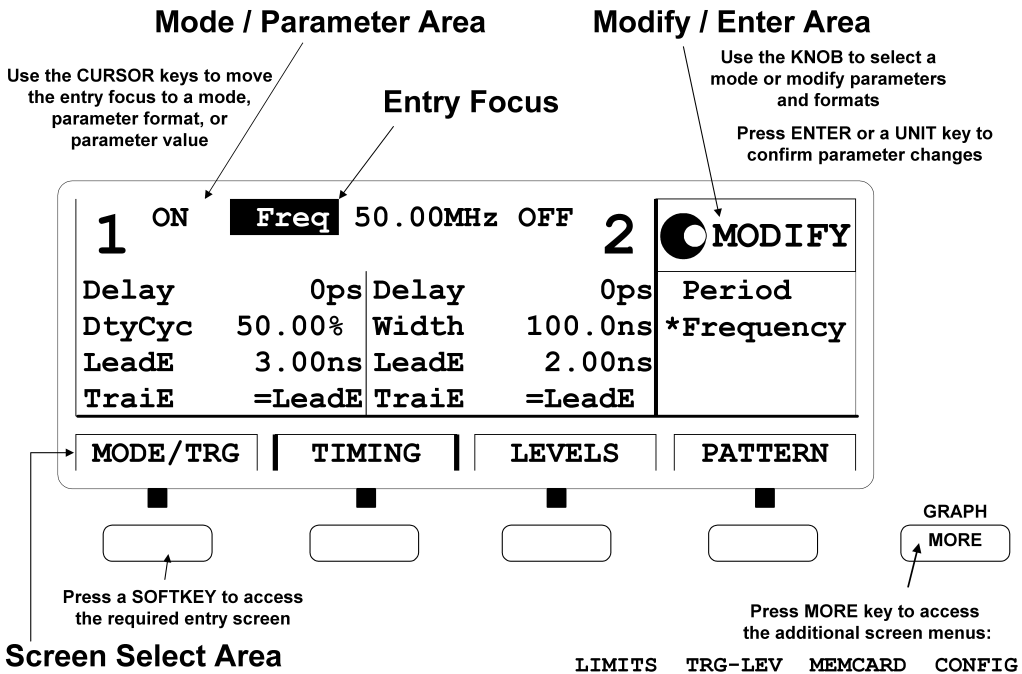 Mode / Parameter Area
Modify / Enter Area
Use the CURSOR keys to move
the entry focus to a mode,
parameter format, or
parameter value
Entry Focus
Use the KNOB to select a
mode or modify parameters
and formats
Press ENTER or a UNIT key to
confirm parameter changes
1 ON Freq 50.00MHz OFF 2 MODIFY
Delay 0ps Delay 0ps Period
DtyCyc 50.00% Width 100.0ns *Frequency
LeadE 3.00ns LeadE 2.00ns
TraiE =LeadE TraiE =LeadE
MODE/TRG TIMING LEVELS PATTERN
GRAPH
MORE
Press a SOFTKEY to access
the required entry screen
Press MORE key to access
the additional screen menus:
Screen Select Area
LIMITS TRG-LEV MEMCARD CONFIG